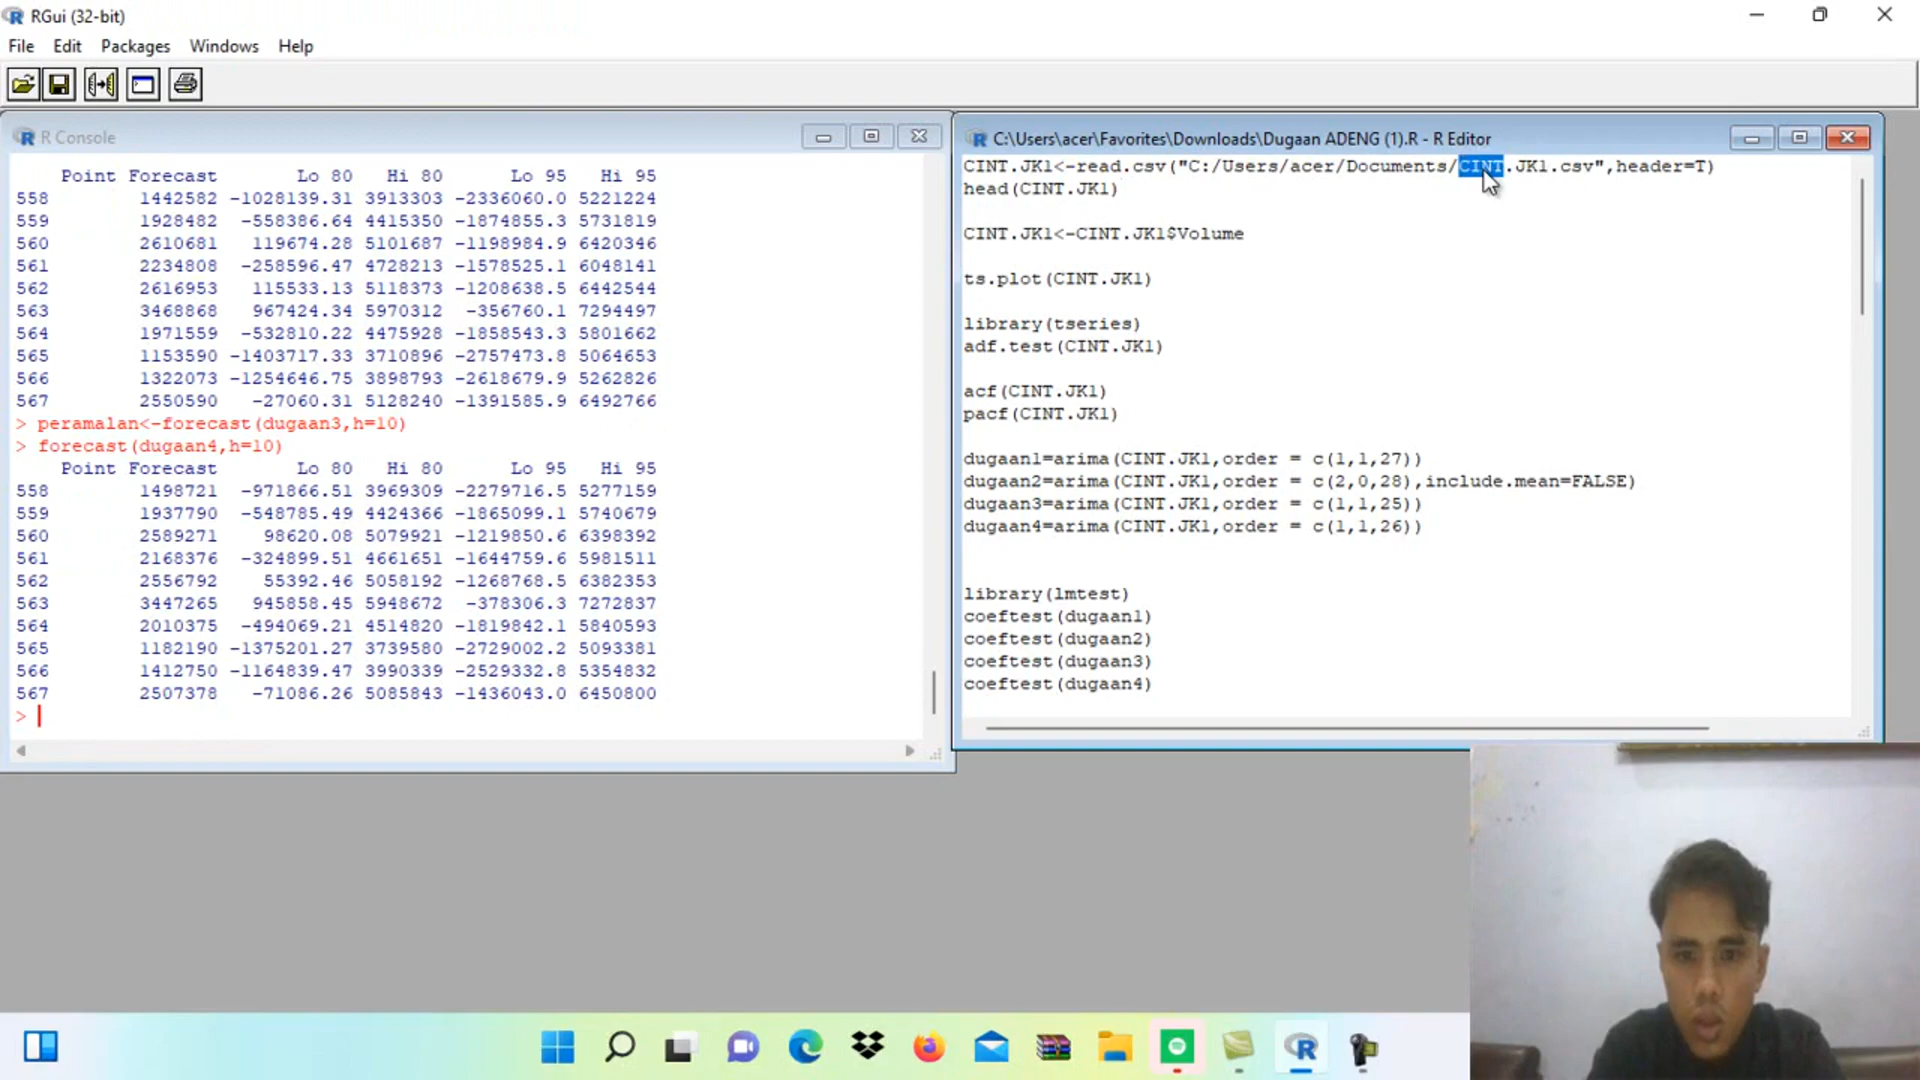 RGui (32-bit)
File Edit Packages Windows Help
R Console
Point Forecast Lo 80 Hi 80 Lo 95 Hi 95
558 1442582 -1028139.31 3913303 -2336060.0 5221224
559 1928482 -558386.64 4415350 -1874855.3 5731819
560 2610681 119674.28 5101687 -1198984.9 6420346
561 2234808 -258596.47 4728213 -1578525.1 6048141
562 2616953 115533.13 5118373 -1208638.5 6442544
563 3468868 967424.34 5970312 -356760.1 7294497
564 1971559 -532810.22 4475928 -1858543.3 5801662
565 1153590 -1403717.33 3710896 -2757473.8 5064653
566 1322073 -1254646.75 3898793 -2618679.9 5262826
567 2550590 -27060.31 5128240 -1391585.9 6492766
> peramalan<-forecast(dugaan3,h=10)
> forecast(dugaan4,h=10)
Point Forecast Lo 80 Hi 80 Lo 95 Hi 95
558 1498721 -971866.51 3969309 -2279716.5 5277159
559 1937790 -548785.49 4424366 -1865099.1 5740679
560 2589271 98620.08 5079921 -1219850.6 6398392
561 2168376 -324899.51 4661651 -1644759.6 5981511
562 2556792 55392.46 5058192 -1268768.5 6382353
563 3447265 945858.45 5948672 -378306.3 7272837
564 2010375 -494069.21 4514820 -1819842.1 5840593
565 1182190 -1375201.27 3739580 -2729002.2 5093381
566 1412750 -1164839.47 3990339 -2529332.8 5354832
567 2507378 -71086.26 5085843 -1436043.0 6450800
>
C:\Users\acer\Favorites\Downloads\Dugaan ADENG (1).R - R Editor
CINT.JK1<-read.csv("C:/Users/acer/Documents/CINT.JK1.csv",header=T)
head(CINT.JK1)
CINT.JK1<-CINT.JK1$Volume
ts.plot(CINT.JK1)
library(tseries)
adf.test(CINT.JK1)
acf(CINT.JK1)
pacf(CINT.JK1)
dugaan1=arima(CINT.JK1,order = c(1,1,27))
dugaan2=arima(CINT.JK1,order = c(2,0,28),include.mean=FALSE)
dugaan3=arima(CINT.JK1,order = c(1,1,25))
dugaan4=arima(CINT.JK1,order = c(1,1,26))
library(lmtest)
coeftest(dugaan1)
coeftest(dugaan2)
coeftest(dugaan3)
coeftest(dugaan4)